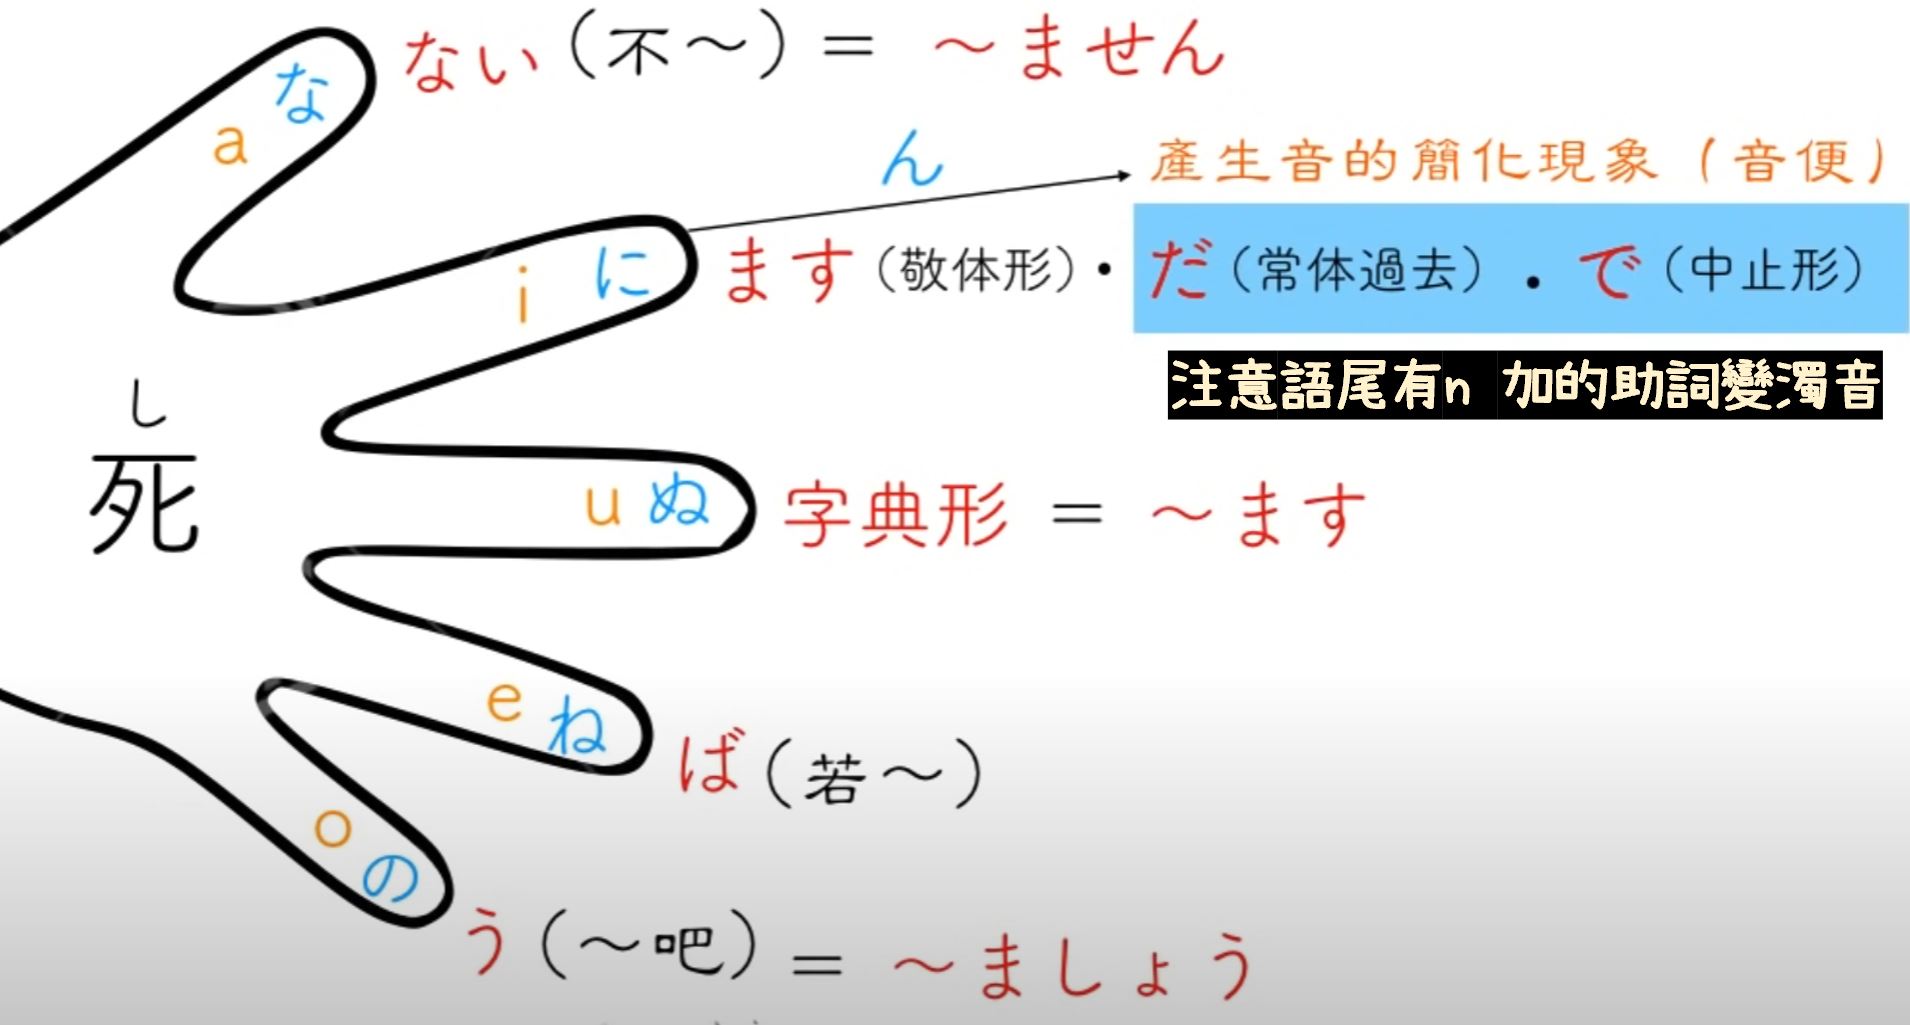 な a ない（不～）＝ ～ません
ん 產生音的簡化現象（音便）
i に ます（敬体形）・だ（常体過去）．で（中止形）
注意語尾有n 加的助詞變濁音
し
死
u ぬ 字典形 ＝ ～ます
e ね ば（若～）
o の う（～吧）＝ ～ましょう